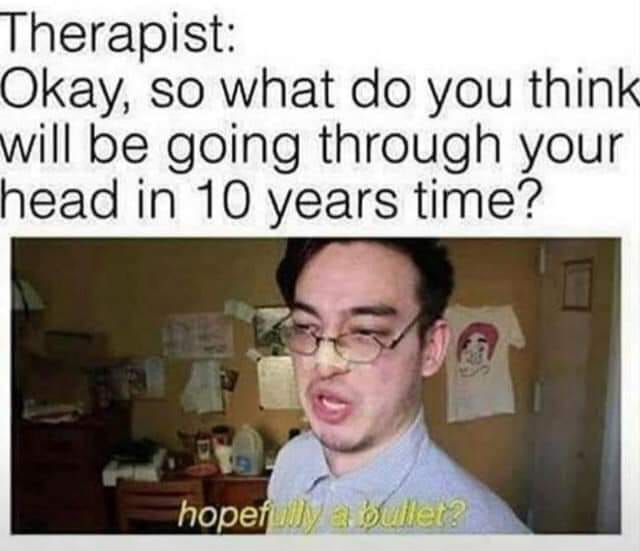 Therapist:
Okay, so what do you think
will be going through your
head in 10 years time?
hopefully a bullet?